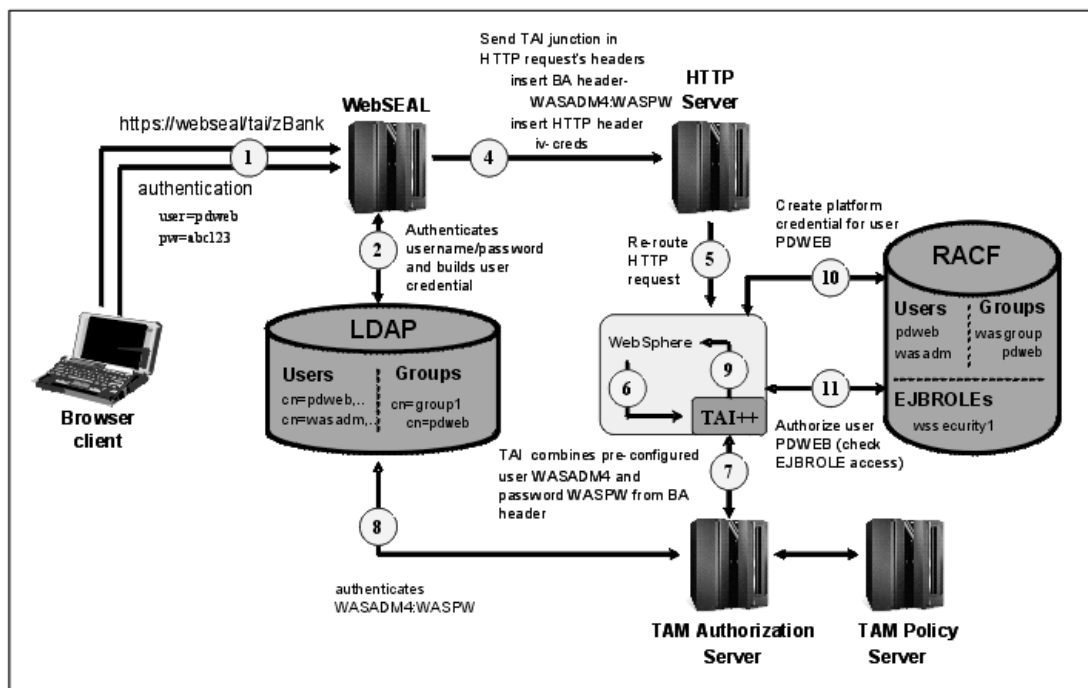 Send TAI junction in
HTTP request's headers
insert BA header-
WASADM4:WASPW
insert HTTP header
iv-creds
HTTP
Server
WebSEAL
https://webseal/tai/zBank
1
4
authentication
user=pdweb
pw=abc123
2
Authenticates
username/password
and builds user
credential
Re-route
HTTP
request
5
Create platform
credential for user
PDWEB
10
RACF
Users
Groups
pdweb
wasadm
wasgroup
pdweb
EJBROLEs
wssecurity1
LDAP
Users
Groups
cn=pdweb,..
cn=wasadm,..
cn=group1
cn=pdweb
WebSphere
6
9
TAI++
11
Authorize user
PDWEB (check
EJBROLE access)
Browser
client
TAI combines pre-configured
user WASADM4 and
password WASPW from BA
header
7
8
authenticates
WASADM4:WASPW
TAM Authorization
Server
TAM Policy
Server